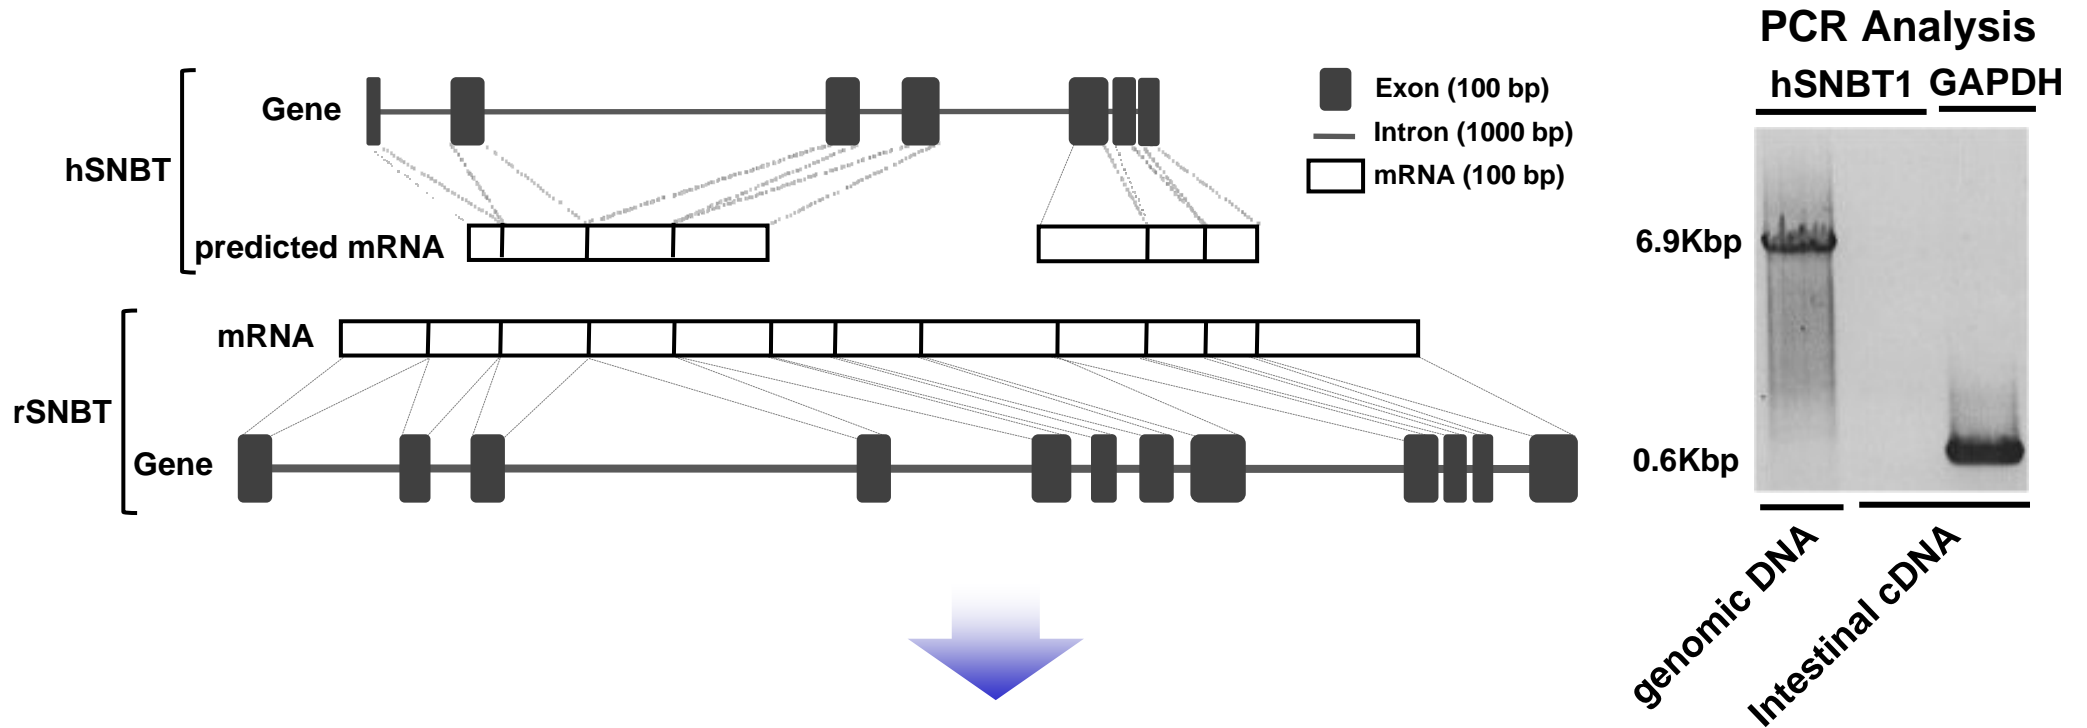 hSNBT
Gene
predicted mRNA
Exon (100 bp)
Intron (1000 bp)
mRNA (100 bp)
rSNBT
mRNA
Gene
PCR Analysis
hSNBT1 GAPDH
6.9Kbp
0.6Kbp
genomic DNA
Intestinal cDNA